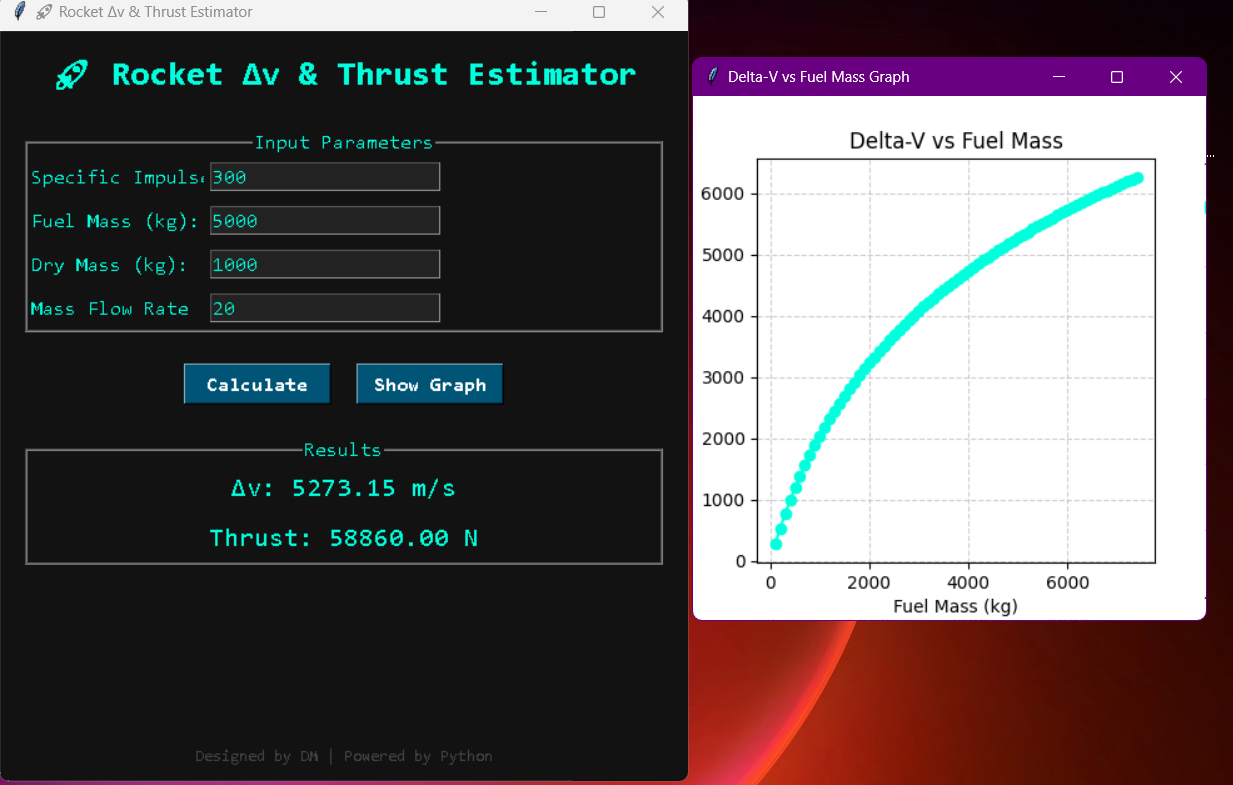 Rocket Δv & Thrust Estimator
🚀 Rocket Δv & Thrust Estimator
Input Parameters
Specific Impuls
300
Fuel Mass (kg):
5000
Dry Mass (kg):
1000
Mass Flow Rate
20
Calculate
Show Graph
Results
Δv: 5273.15 m/s
Thrust: 58860.00 N
Designed by DM | Powered by Python
Delta-V vs Fuel Mass Graph
Delta-V vs Fuel Mass
6000
5000
4000
3000
2000
1000
0
0 2000 4000 6000
Fuel Mass (kg)